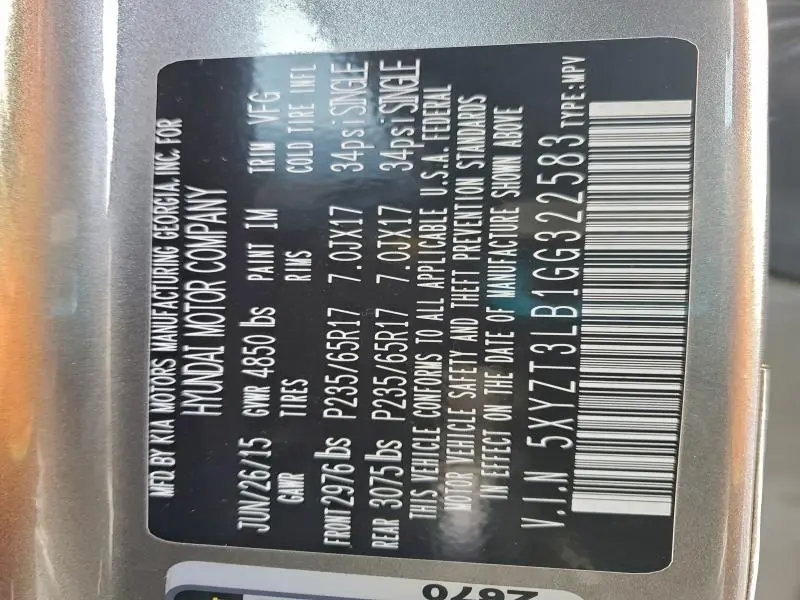 MFD BY KIA MOTORS MANUFACTURING GEORGIA, INC. FOR
HYUNDAI MOTOR COMPANY
JUN/26/15 GVWR 4850 lbs PAINT IM TRIM VFG
GAWR TIRES RIMS COLD TIRE INFL
FRONT 2976 lbs P235/65R17 7.0JX17 34psi SINGLE
REAR 3075 lbs P235/65R17 7.0JX17 34psi SINGLE
THIS VEHICLE CONFORMS TO ALL APPLICABLE U.S.A. FEDERAL
MOTOR VEHICLE SAFETY AND THEFT PREVENTION STANDARDS
IN EFFECT ON THE DATE OF MANUFACTURE SHOWN ABOVE
V.I.N 5XYZT3LB1GG322583 TYPE:MPV